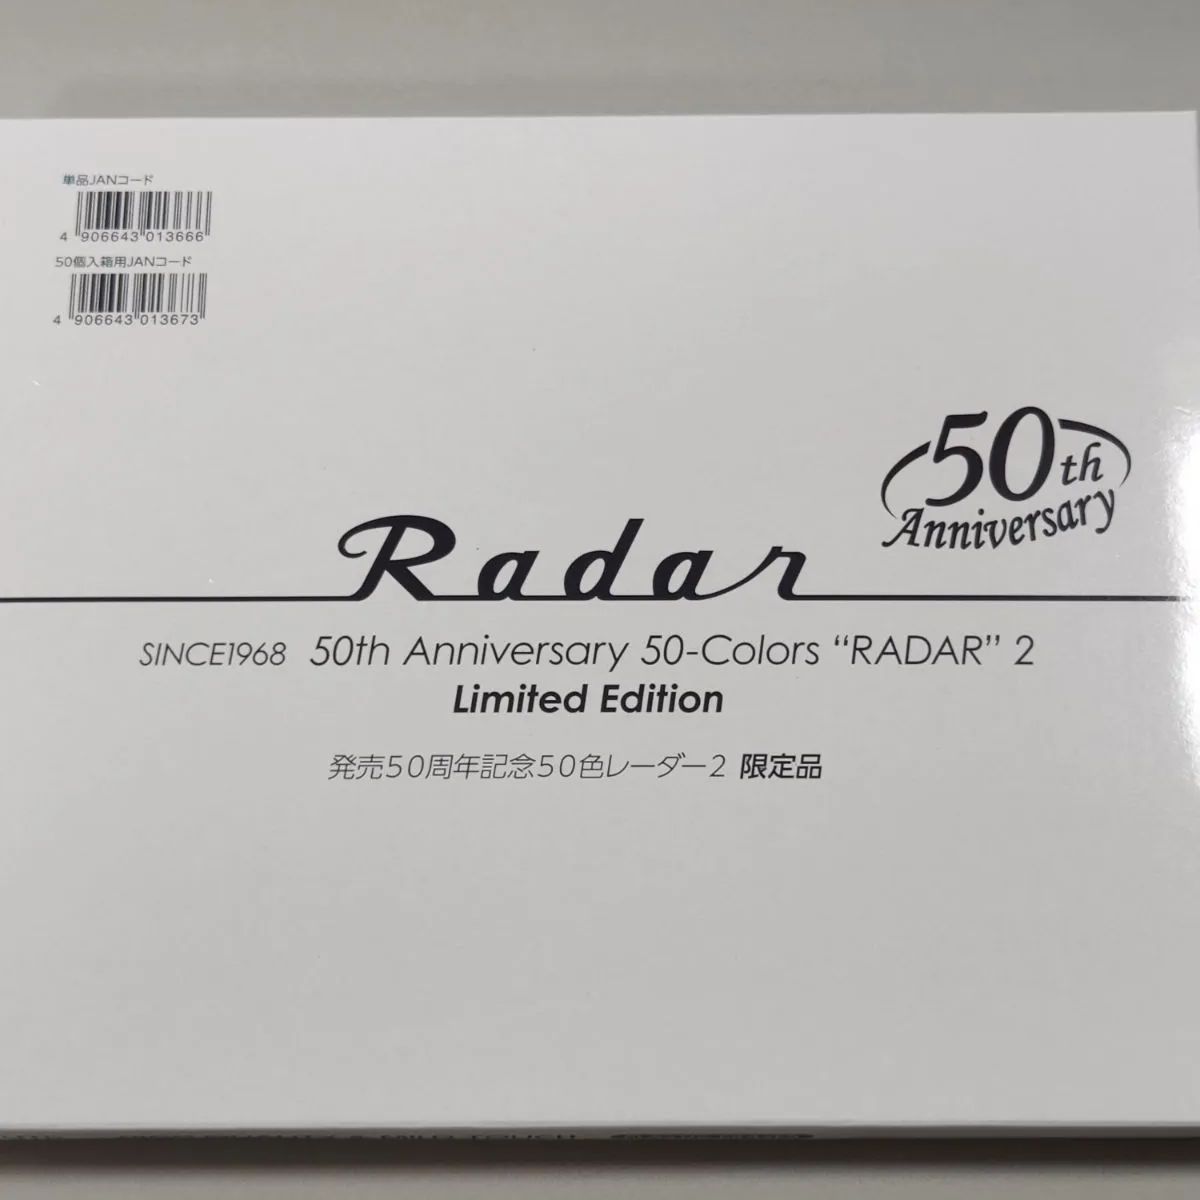 単品JANコード
4 906643 013666
50個入箱用JANコード
4 906643 013673
50th
Anniversary
Radar
SINCE1968 50th Anniversary 50-Colors “RADAR” 2
Limited Edition
発売50周年記念50色レーダー2 限定品